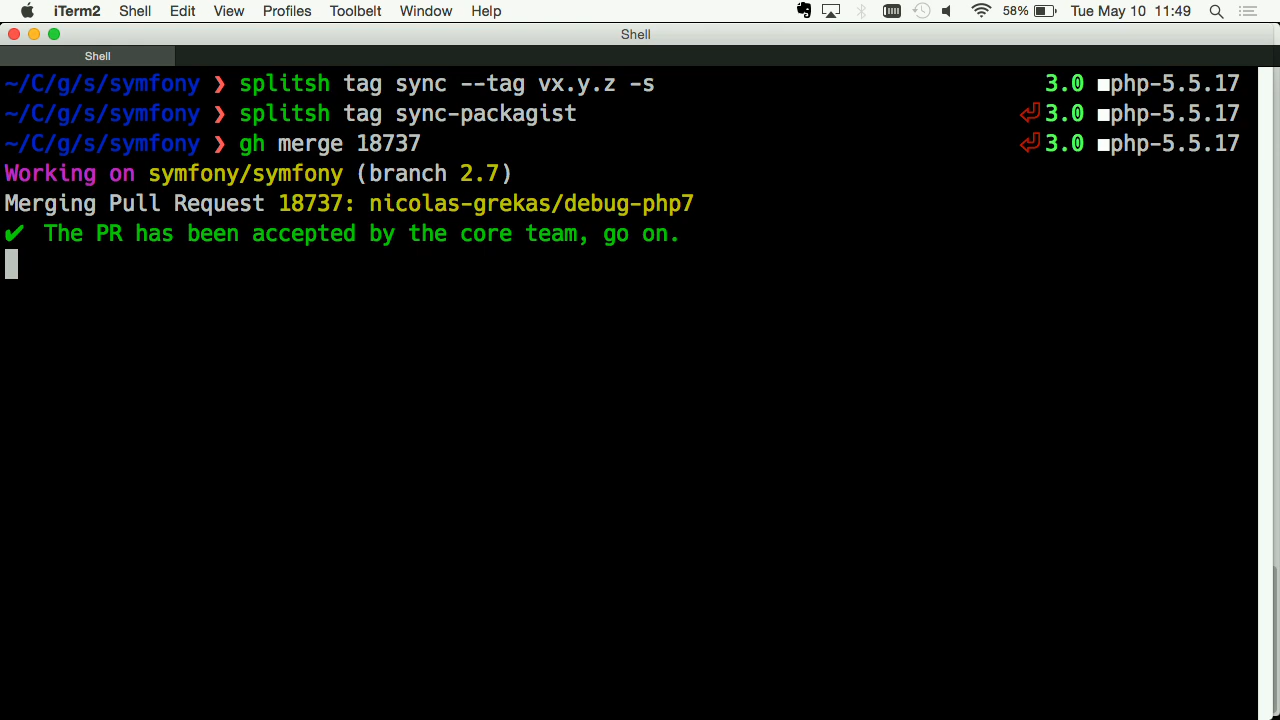 iTerm2 Shell Edit View Profiles Toolbelt Window Help 58% Tue May 10 11:49
Shell
Shell
~/C/g/s/symfony ❯ splitsh tag sync --tag vx.y.z -s 3.0 ■php-5.5.17
~/C/g/s/symfony ❯ splitsh tag sync-packagist ⏎ 3.0 ■php-5.5.17
~/C/g/s/symfony ❯ gh merge 18737 ⏎ 3.0 ■php-5.5.17
Working on symfony/symfony (branch 2.7)
Merging Pull Request 18737: nicolas-grekas/debug-php7
✔ The PR has been accepted by the core team, go on.